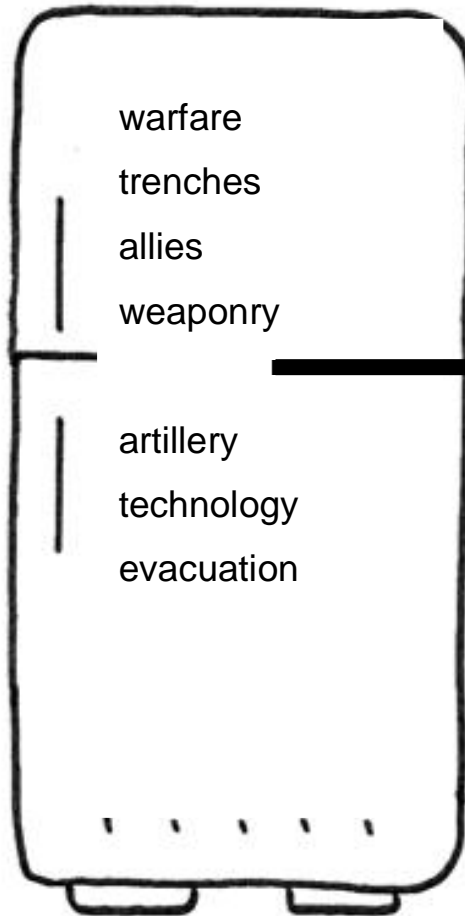 warfare
trenches
allies
weaponry
artillery
technology
evacuation